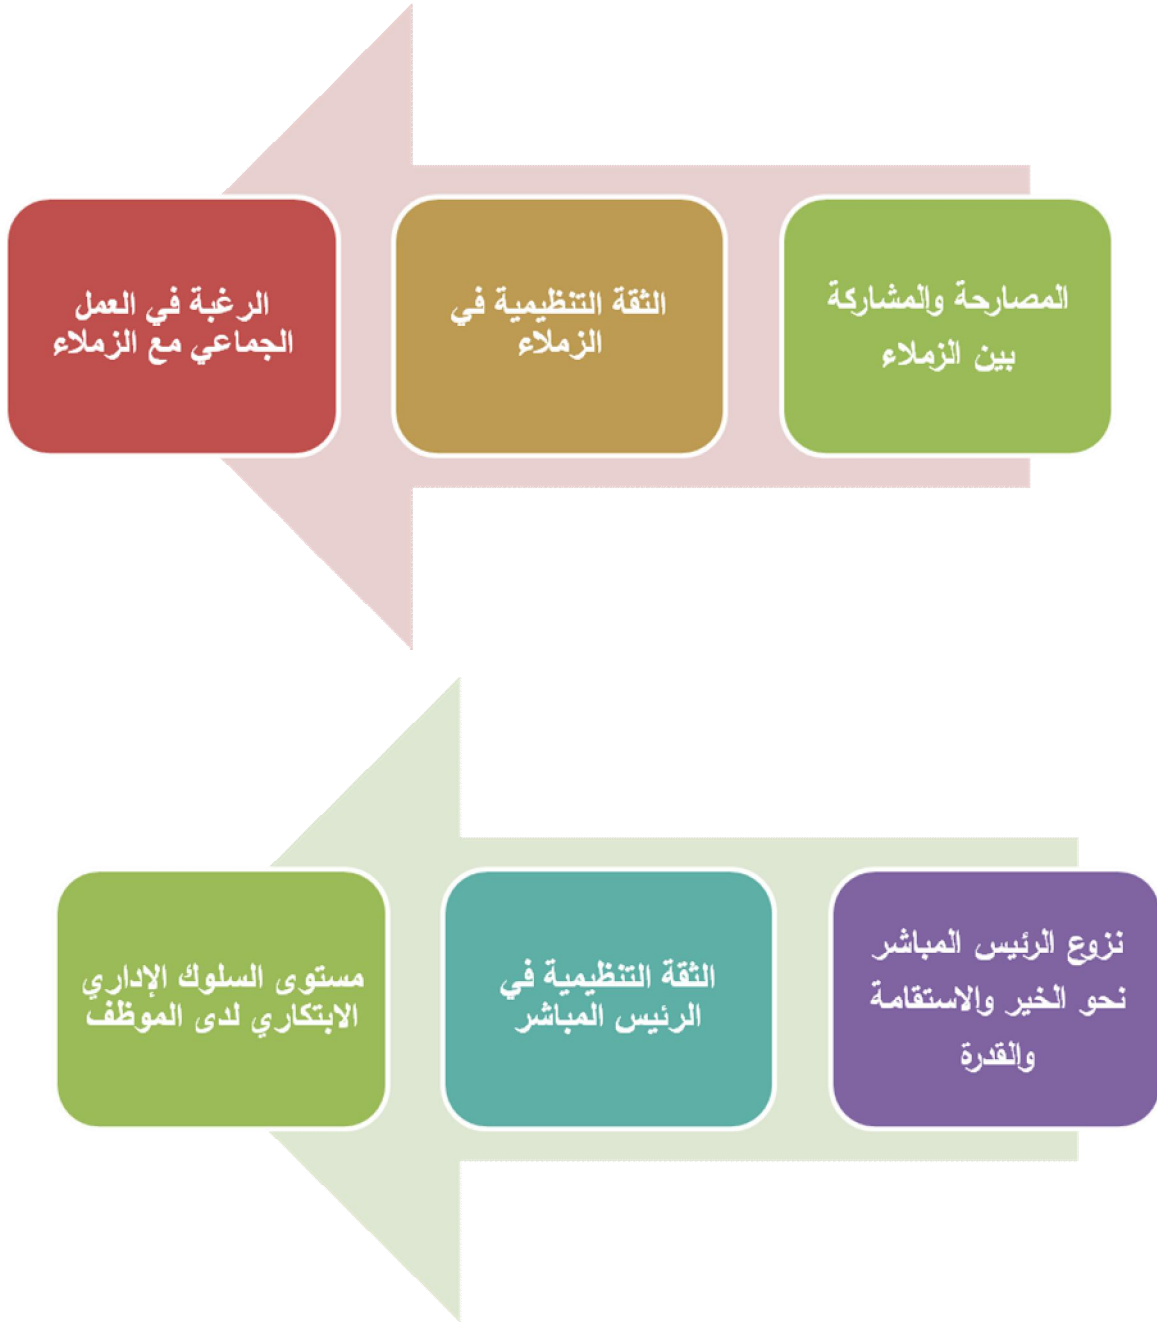 المصارحة والمشاركة
بين الزملاء
الثقة التنظيمية في
الزملاء
الرغبة في العمل
الجماعي مع الزملاء
نزوع الرئيس المباشر
نحو الخير والاستقامة
والقدرة
الثقة التنظيمية في
الرئيس المباشر
مستوى السلوك الإداري
الابتكاري لدى الموظف